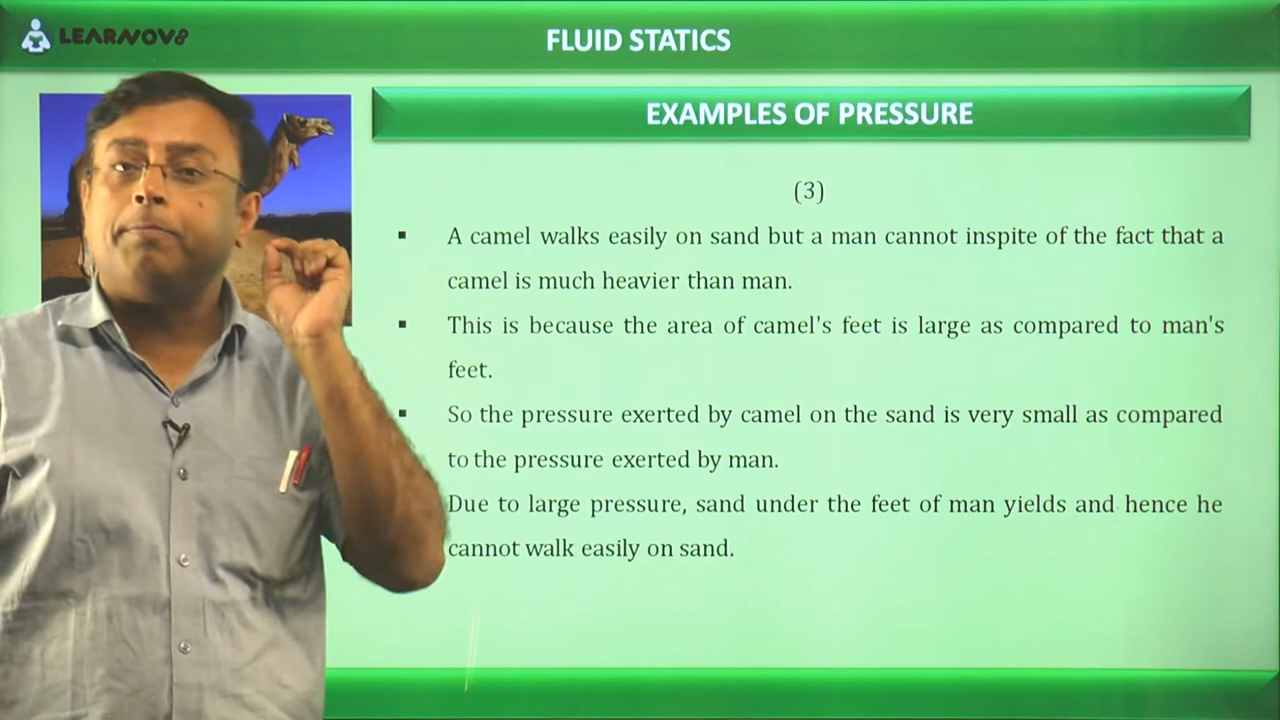 LEARNOV8
FLUID STATICS
EXAMPLES OF PRESSURE
(3)
▪ A camel walks easily on sand but a man cannot inspite of the fact that a
camel is much heavier than man.
▪ This is because the area of camel's feet is large as compared to man's
feet.
▪ So the pressure exerted by camel on the sand is very small as compared
to the pressure exerted by man.
Due to large pressure, sand under the feet of man yields and hence he
cannot walk easily on sand.